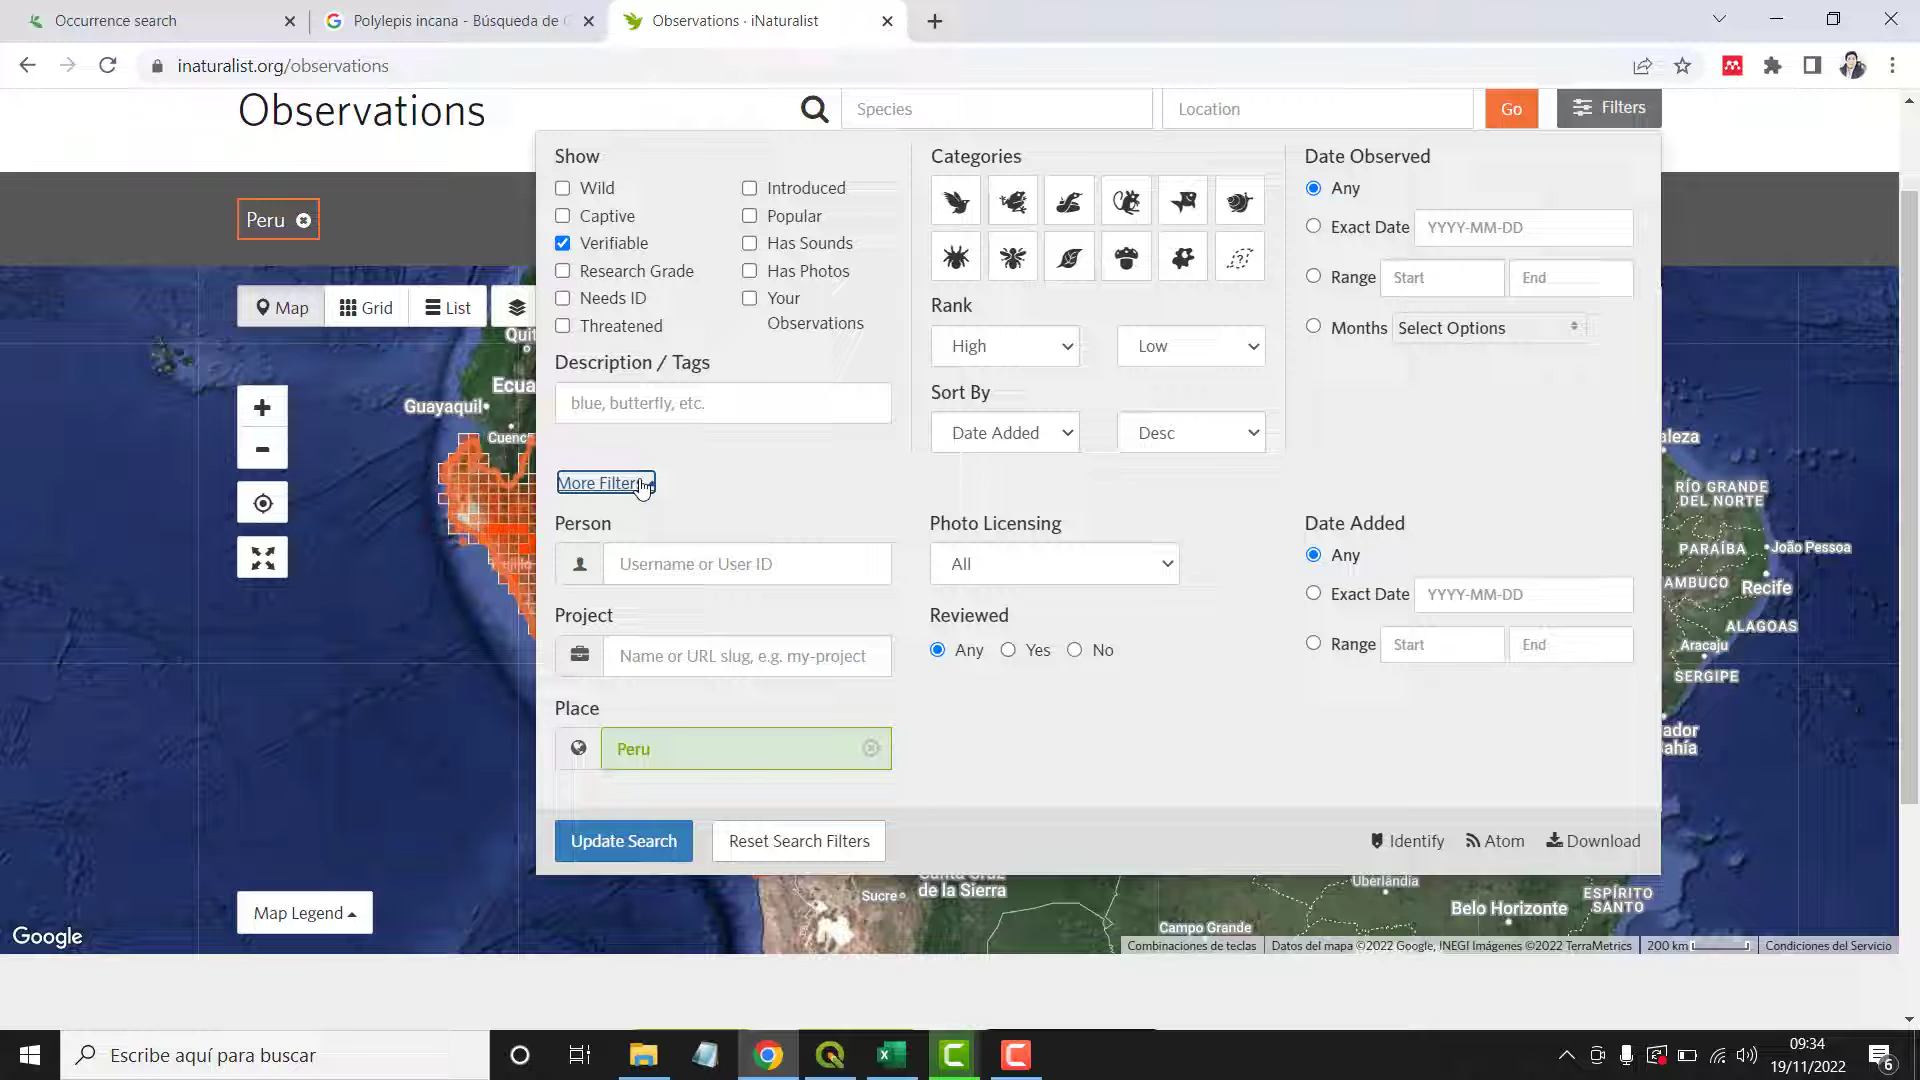 Occurrence search
Polylepis incana - Búsqueda de G
Observations · iNaturalist
inaturalist.org/observations
Observations
Species
Location
Go
Filters
Peru
Map
Grid
List
Show
Wild
Captive
Verifiable
Research Grade
Needs ID
Threatened
Introduced
Popular
Has Sounds
Has Photos
Your
Observations
Description / Tags
blue, butterfly, etc.
More Filters
Categories
Rank
High
Low
Sort By
Date Added
Desc
Date Observed
Any
Exact Date
YYYY-MM-DD
Range
Start
End
Months
Select Options
Person
Username or User ID
Project
Name or URL slug, e.g. my-project
Place
Peru
Photo Licensing
All
Reviewed
Any
Yes
No
Date Added
Any
Exact Date
YYYY-MM-DD
Range
Start
End
Update Search
Reset Search Filters
Identify
Atom
Download
Quit
Ecua
Guayaquil
Cuenc
aleza
RÍO GRANDE
DEL NORTE
PARAÍBA
João Pessoa
AMBUCO
Recife
ALAGOAS
Aracaju
SERGIPE
ador
ahía
Sucre
de la Sierra
Uberlândia
ESPÍRITO
SANTO
Belo Horizonte
Campo Grande
Map Legend
Google
Combinaciones de teclas
Datos del mapa ©2022 Google, INEGI Imágenes ©2022 TerraMetrics
200 km
Condiciones del Servicio
Escribe aquí para buscar
09:34
19/11/2022
6